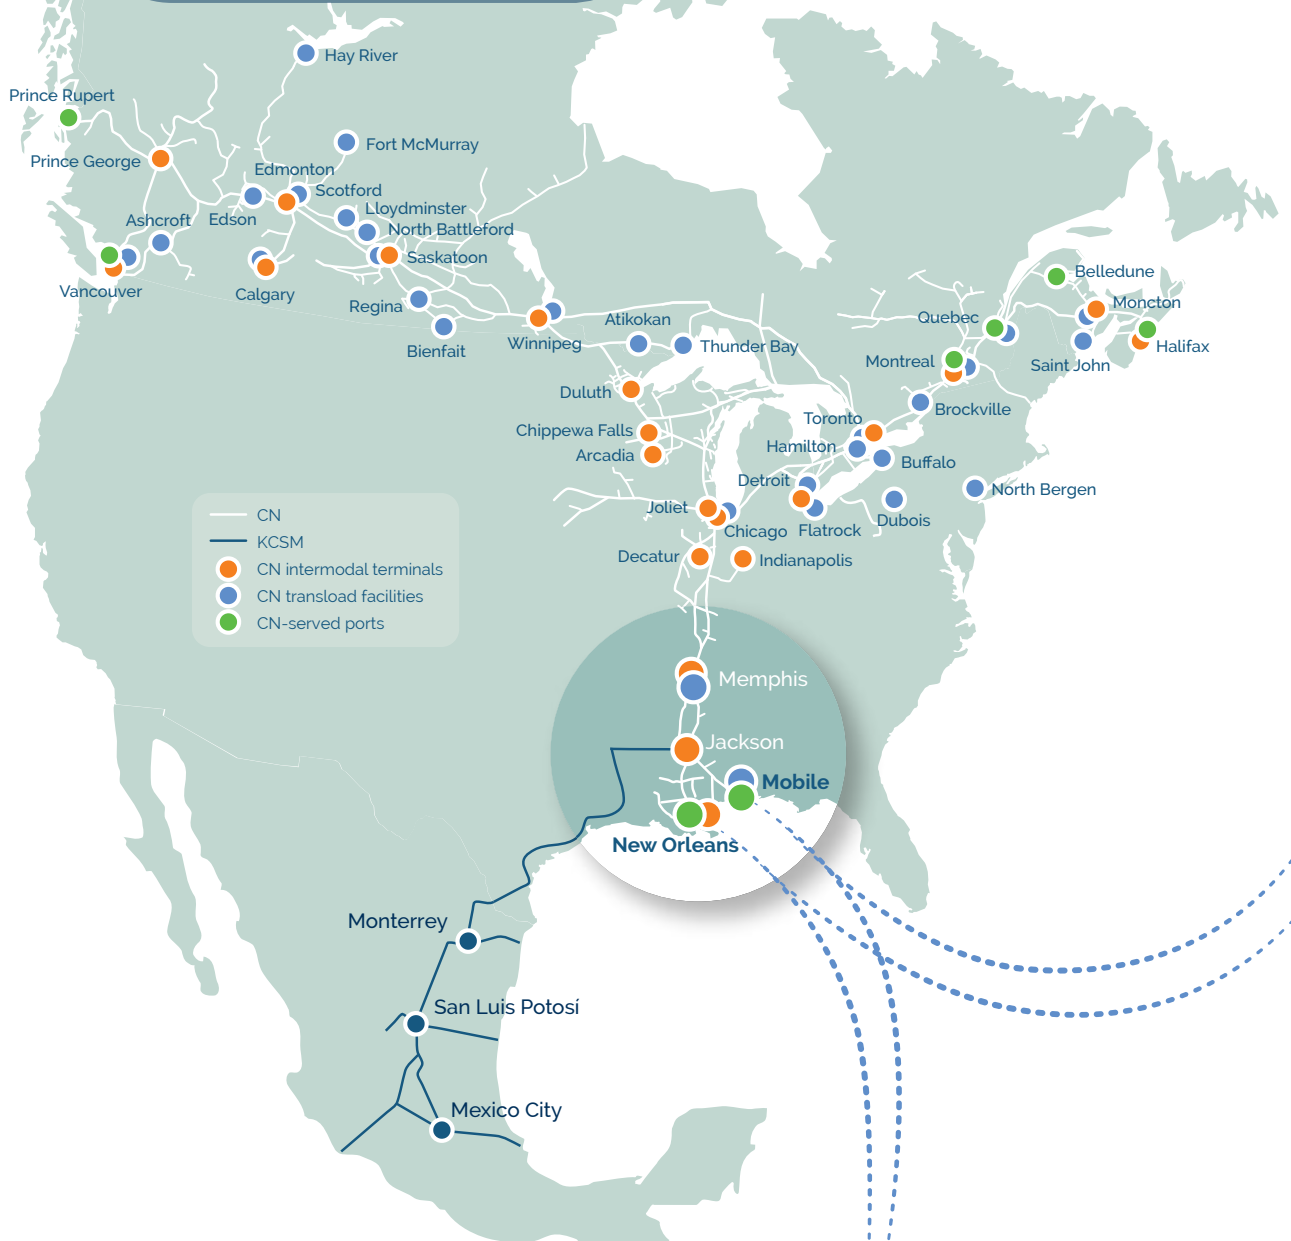 Hay River
Prince Rupert
Fort McMurray
Prince George
Edmonton
Scotford
Lloydminster
Edson
Ashcroft
North Battleford
Saskatoon
Vancouver
Calgary
Regina
Bienfait
Winnipeg
Atikokan
Thunder Bay
Duluth
Chippewa Falls
Arcadia
Belledune
Moncton
Quebec
Halifax
Saint John
Montreal
Brockville
Toronto
Hamilton
Buffalo
Detroit
North Bergen
Dubois
Flatrock
Joliet
Chicago
Decatur
Indianapolis
CN
KCSM
CN intermodal terminals
CN transload facilities
CN-served ports
Memphis
Jackson
Mobile
New Orleans
Monterrey
San Luis Potosí
Mexico City